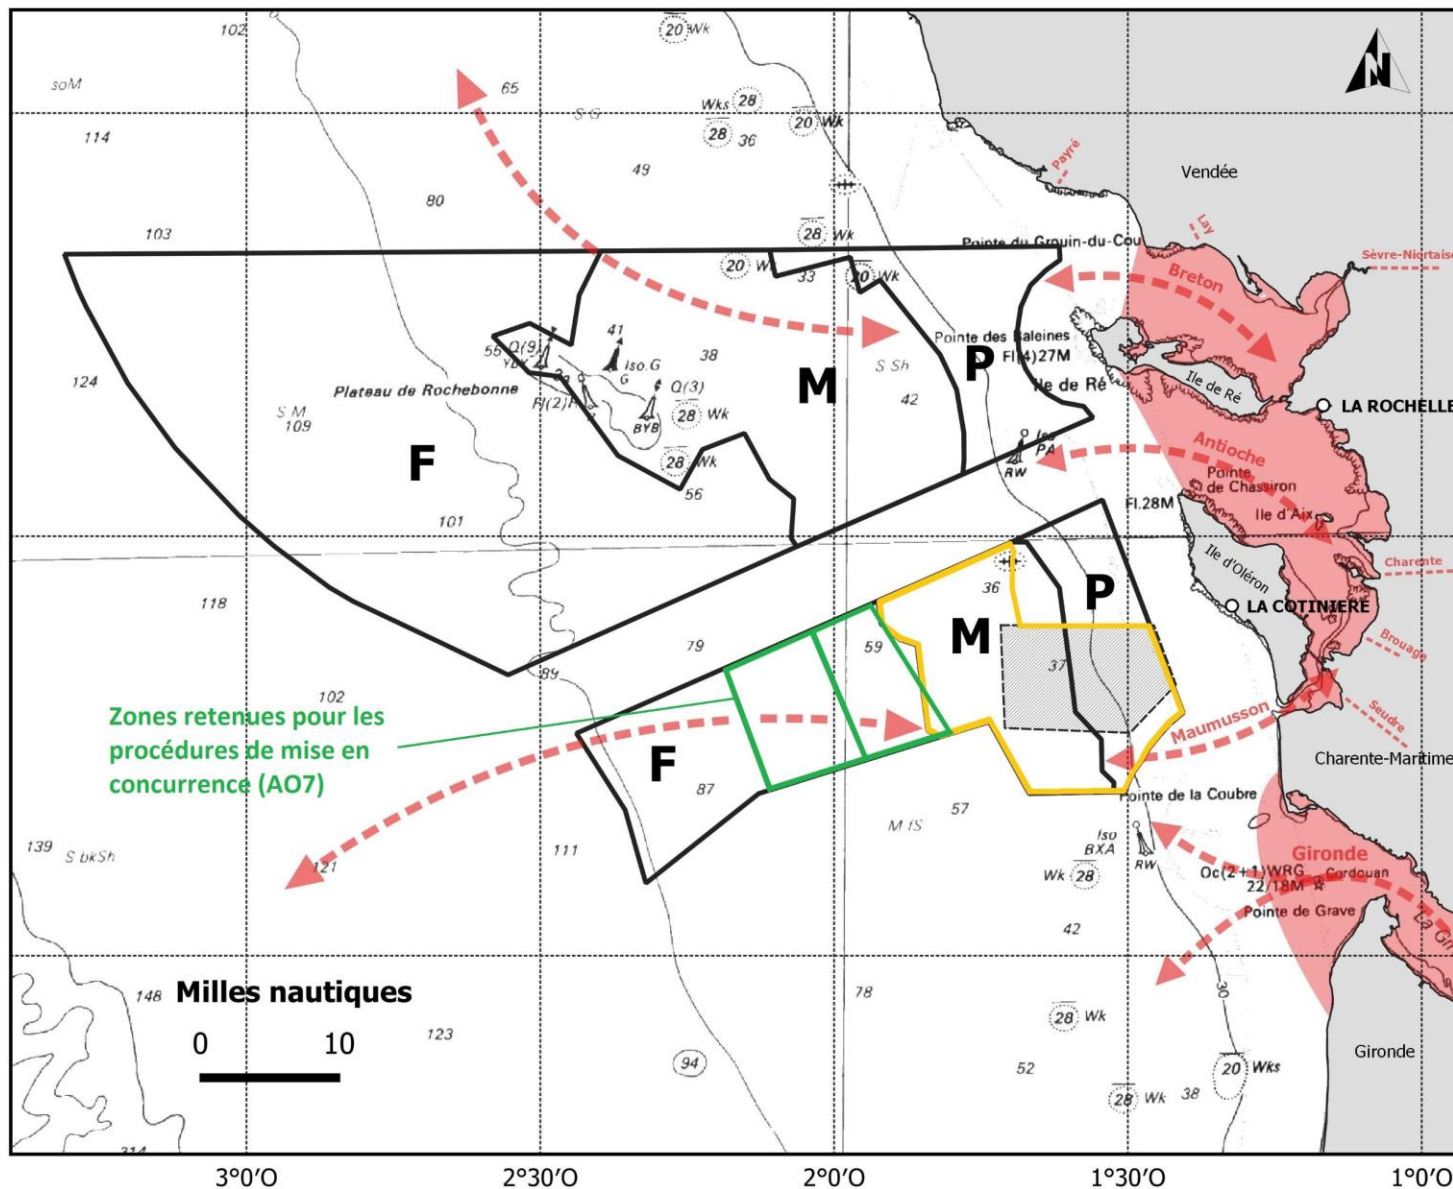 102
20 Wk
N
soM
65
Wks 28
S G
20 Wk
114
28
36
Payré
Vendée
49
80
Lay
103
28 Wk
Pointe du Grouin-du-Cou
Sèvre-Niortaise
20
33
20 Wk
Breton
41
Pointe des Baleines
55
Q(9)
38
P
Fl(4)27M
Iso.G
G
S Sh
124
Plateau de Rochebonne
Q(3)
M
Ile de Ré
Ile de Ré
42
LA ROCHELLE
S M
28 Wk
109
BYB
Iso
PA
Antioche
F
28 Wk
RW
Pointe
de Chassiron
56
Fl.28M
Ile d'Aix
101
Ile d'Oléron
Charente
36
118
P
LA COTINIERE
79
59
M
Brouage
89
37
102
Seudre
Zones retenues pour les
procédures de mise en
concurrence (AO7)
Maumusson
Charente-Maritime
F
87
Pointe de la Coubre
57
M fS
139
S bkSh
111
Iso
BXA
RW
Gironde
121
Wk 28
Oc(2+1)WRG
Cordouan
22/18M
Pointe de Grave
La Gir
42
148
Milles nautiques
78
30
0 10
28 Wk
123
94
52
20 Wks
Gironde
28 Wk
38
314
3°0'O 2°30'O 2°0'O 1°30'O 1°0'O